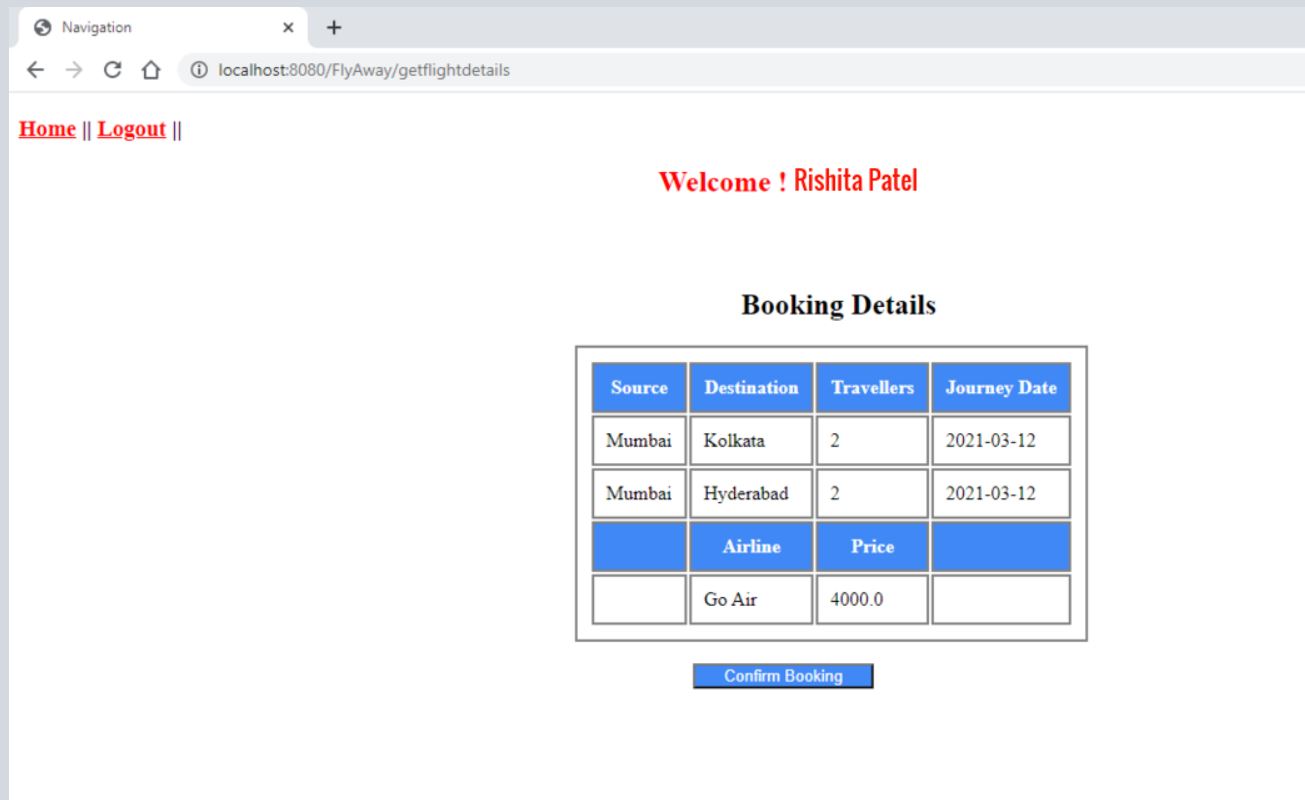 Navigation
localhost:8080/FlyAway/getflightdetails
Home || Logout ||
Welcome ! Rishita Patel
Booking Details
Source Destination Travellers Journey Date
Mumbai Kolkata 2 2021-03-12
Mumbai Hyderabad 2 2021-03-12
Airline Price
Go Air 4000.0
Confirm Booking